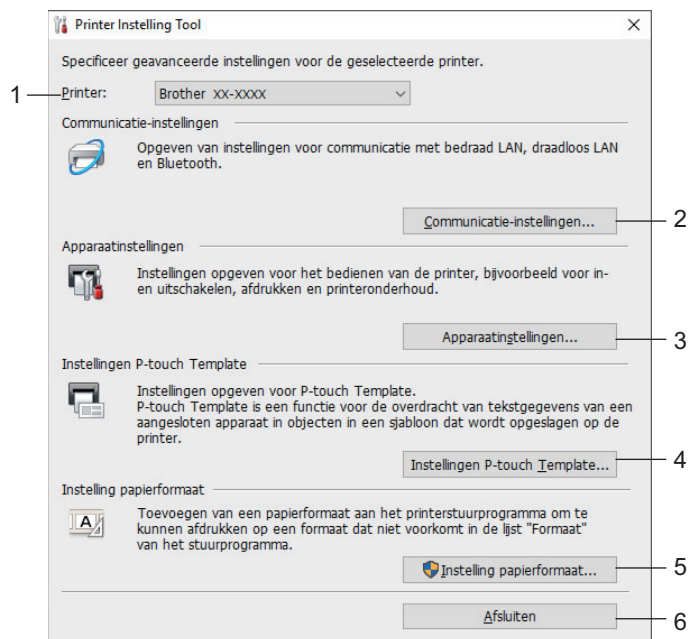 Printer Instelling Tool
Specificeer geavanceerde instellingen voor de geselecteerde printer.
1 Printer: Brother XX-XXXX
Communicatie-instellingen
Opgeven van instellingen voor communicatie met bedraad LAN, draadloos LAN
en Bluetooth.
Communicatie-instellingen... 2
Apparaatinstellingen
Instellingen opgeven voor het bedienen van de printer, bijvoorbeeld voor in-
en uitschakelen, afdrukken en printeronderhoud.
Apparaatinstellingen... 3
Instellingen P-touch Template
Instellingen opgeven voor P-touch Template.
P-touch Template is een functie voor de overdracht van tekstgegevens van een
aangesloten apparaat in objecten in een sjabloon dat wordt opgeslagen op de
printer.
Instellingen P-touch Template... 4
Instelling papierformaat
A
Toevoegen van een papierformaat aan het printerstuurprogramma om te
kunnen afdrukken op een formaat dat niet voorkomt in de lijst "Formaat"
van het stuurprogramma.
Instelling papierformaat... 5
Afsluiten 6